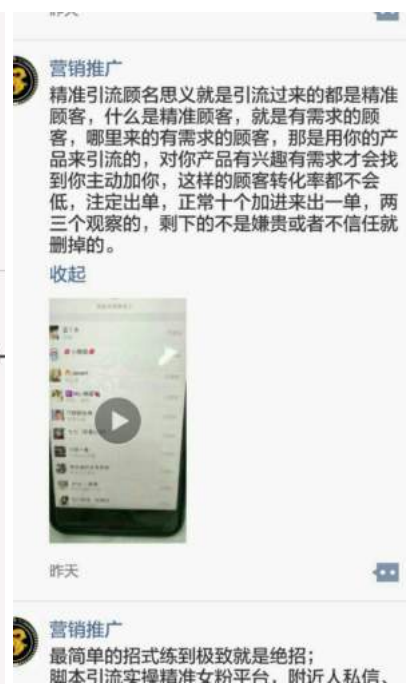 昨天
营销推广
精准引流顾名思义就是引流过来的都是精准
顾客，什么是精准顾客，就是有需求的顾
客，哪里来的有需求的顾客，那是用你的产
品来引流的，对你产品有兴趣有需求才会找
到你主动加你，这样的顾客转化率都不会
低，注定出单，正常十个加进来出一单，两
三个观察的，剩下的不是嫌贵或者不信任就
删掉的。
收起
昨天
营销推广
最简单的招式练到极致就是绝招；
脚本引流实操精准女粉平台，附近人私信、